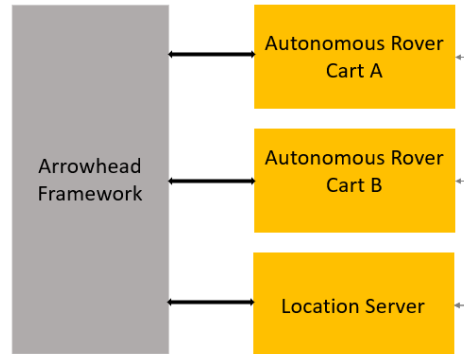 Arrowhead
Framework
Autonomous Rover
Cart A
Autonomous Rover
Cart B
Location Server